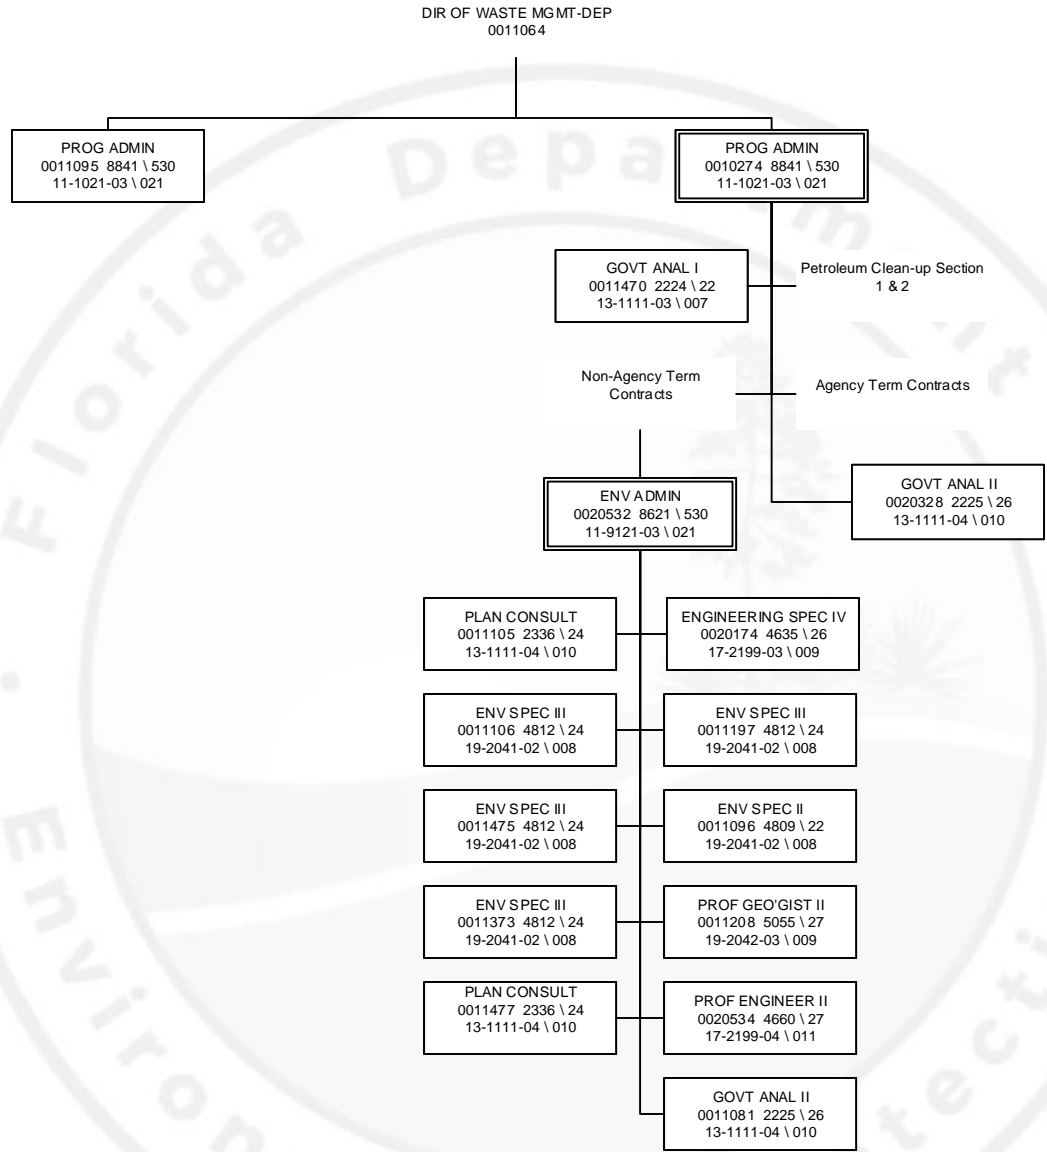 DIR OF WASTE MGMT-DEP
0011064
PROG ADMIN
0011095 8841 \ 530
11-1021-03 \ 021
PROG ADMIN
0010274 8841 \ 530
11-1021-03 \ 021
GOVT ANAL I
0011470 2224 \ 22
13-1111-03 \ 007
Petroleum Clean-up Section
1 & 2
Non-Agency Term
Contracts
Agency Term Contracts
GOVT ANAL II
0020328 2225 \ 26
13-1111-04 \ 010
ENV ADMIN
0020532 8621 \ 530
11-9121-03 \ 021
PLAN CONSULT
0011105 2336 \ 24
13-1111-04 \ 010
ENGINEERING SPEC IV
0020174 4635 \ 26
17-2199-03 \ 009
ENV SPEC III
0011106 4812 \ 24
19-2041-02 \ 008
ENV SPEC III
0011197 4812 \ 24
19-2041-02 \ 008
ENV SPEC III
0011475 4812 \ 24
19-2041-02 \ 008
ENV SPEC II
0011096 4809 \ 22
19-2041-02 \ 008
ENV SPEC III
0011373 4812 \ 24
19-2041-02 \ 008
PROF GEO'GIST II
0011208 5055 \ 27
19-2042-03 \ 009
PLAN CONSULT
0011477 2336 \ 24
13-1111-04 \ 010
PROF ENGINEER II
0020534 4660 \ 27
17-2199-04 \ 011
GOVT ANAL II
0011081 2225 \ 26
13-1111-04 \ 010
Florida